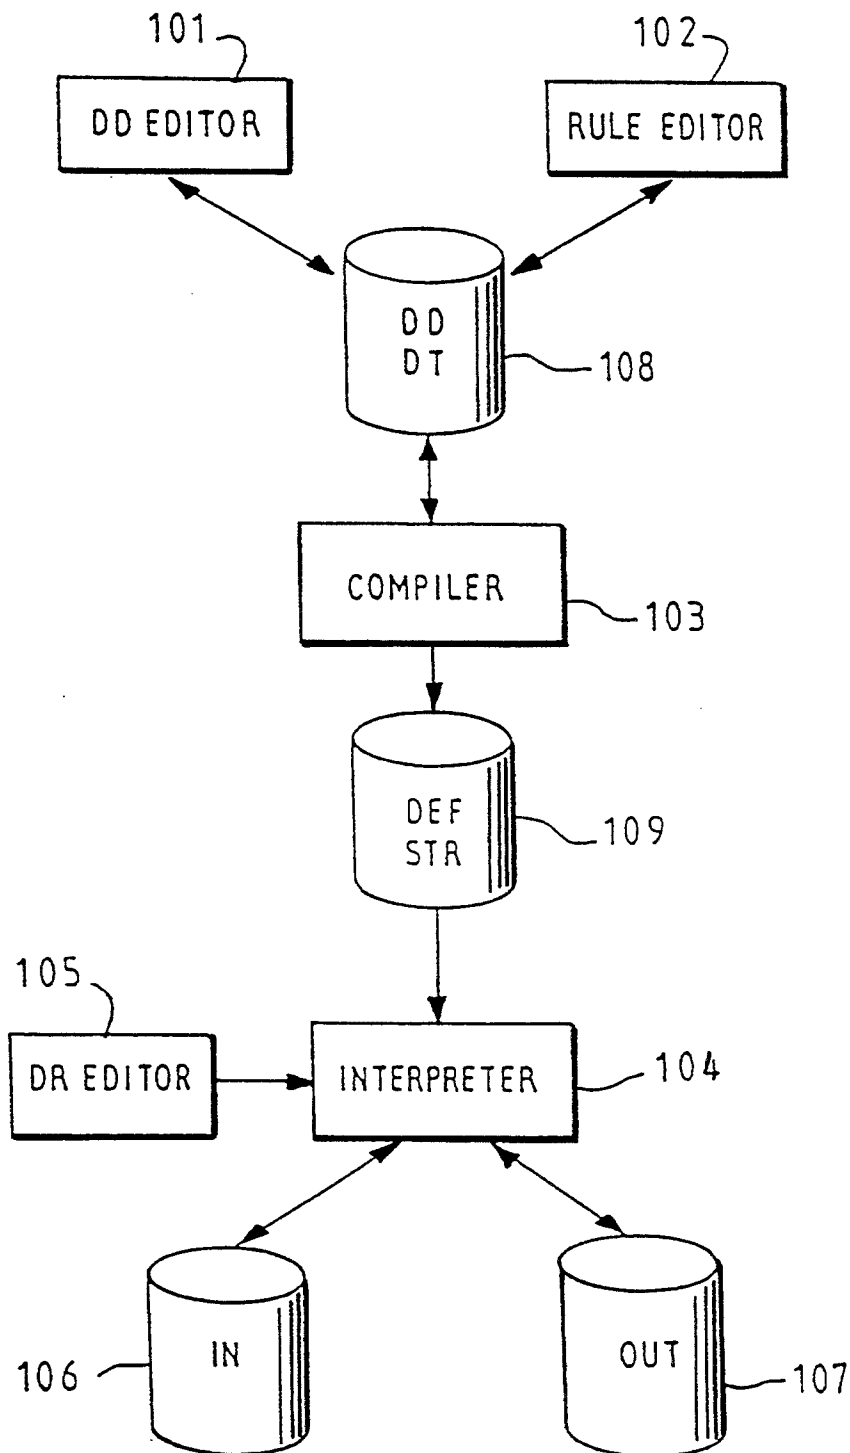 101
102
DD EDITOR
RULE EDITOR
DD
DT
108
COMPILER
103
DEF
STR
109
105
DR EDITOR
INTERPRETER
104
IN
OUT
106
107